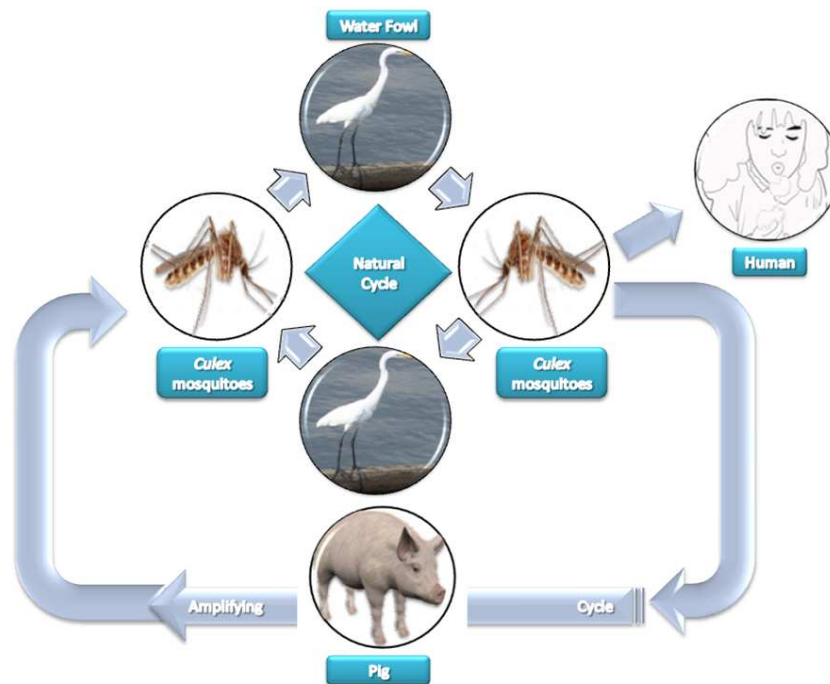 Water Fowl
Human
Natural
Cycle
Culex
mosquitoes
Culex
mosquitoes
Amplifying
Cycle
Pig